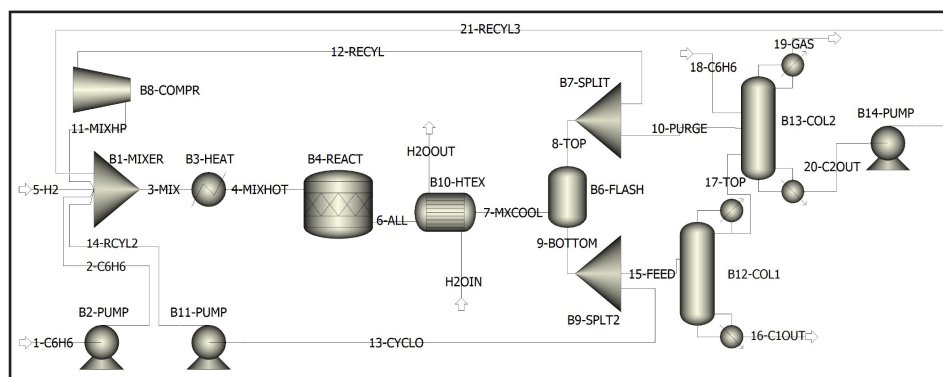 21-RECYL3
12-RECYL
19-GAS
18-C6H6
B7-SPLIT
B8-COMPR
B13-COL2
B14-PUMP
11-MIXHP
10-PURGE
B1-MIXER
B3-HEAT
B4-REACT
H2OOUT
8-TOP
B10-HTEX
B6-FLASH
20-C2OUT
17-TOP
5-H2
3-MIX
4-MIXHOT
6-ALL
7-MXCOOL
9-BOTTOM
14-RCYL2
2-C6H6
H2OIN
15-FEED
B12-COL1
B9-SPLT2
B2-PUMP
B11-PUMP
16-C1OUT
1-C6H6
13-CYCLO